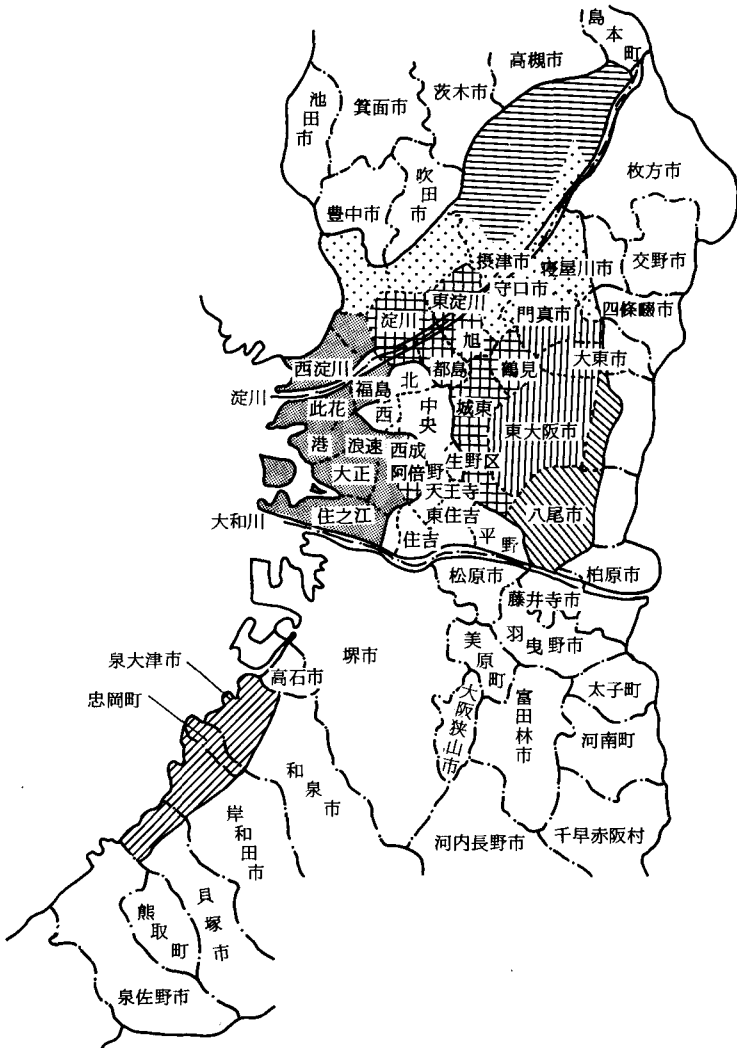 島本町
高槻市
茨木市
箕面市
池田市
枚方市
吹田市
豊中市
交野市
摂津市
寝屋川市
守口市
東淀川
門真市
四條畷市
淀川
旭
西淀川
都島
鶴見
大東市
北
淀川
福島
此花
西
中央
城東
東大阪市
港
浪速
西成
生野区
大正
阿倍野
天王寺
八尾市
大和川
住之江
東住吉
住吉
平野
松原市
柏原市
藤井寺市
美原町
羽曳野市
泉大津市
堺市
高石市
太子町
忠岡町
大阪狭山市
富田林市
河南町
和泉市
岸和田市
河内長野市
千早赤阪村
貝塚市
熊取町
泉佐野市